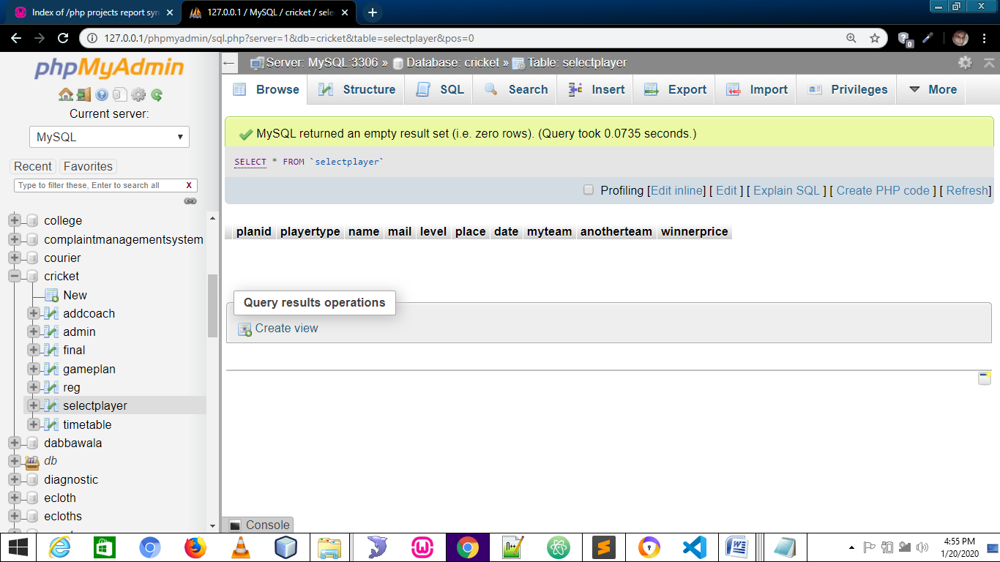 Index of /php projects report syn
127.0.0.1 / MySQL / cricket / sele
127.0.0.1/phpmyadmin/sql.php?server=1&db=cricket&table=selectplayer&pos=0
0
phpMyAdmin
Current server:
MySQL
Recent Favorites
Type to filter these, Enter to search all X
college
complaintmanagementsystem
courier
cricket
New
addcoach
admin
final
gameplan
reg
selectplayer
timetable
dabbawala
db
diagnostic
ecloth
ecloths
Server: MySQL:3306 » Database: cricket » Table: selectplayer
Browse Structure SQL Search Insert Export Import Privileges More
MySQL returned an empty result set (i.e. zero rows). (Query took 0.0735 seconds.)
SELECT * FROM `selectplayer`
Profiling [Edit inline] [ Edit ] [ Explain SQL ] [ Create PHP code ] [ Refresh]
planid playertype name mail level place date myteam anotherteam winnerprice
Query results operations
Create view
Console
4:55 PM
1/20/2020